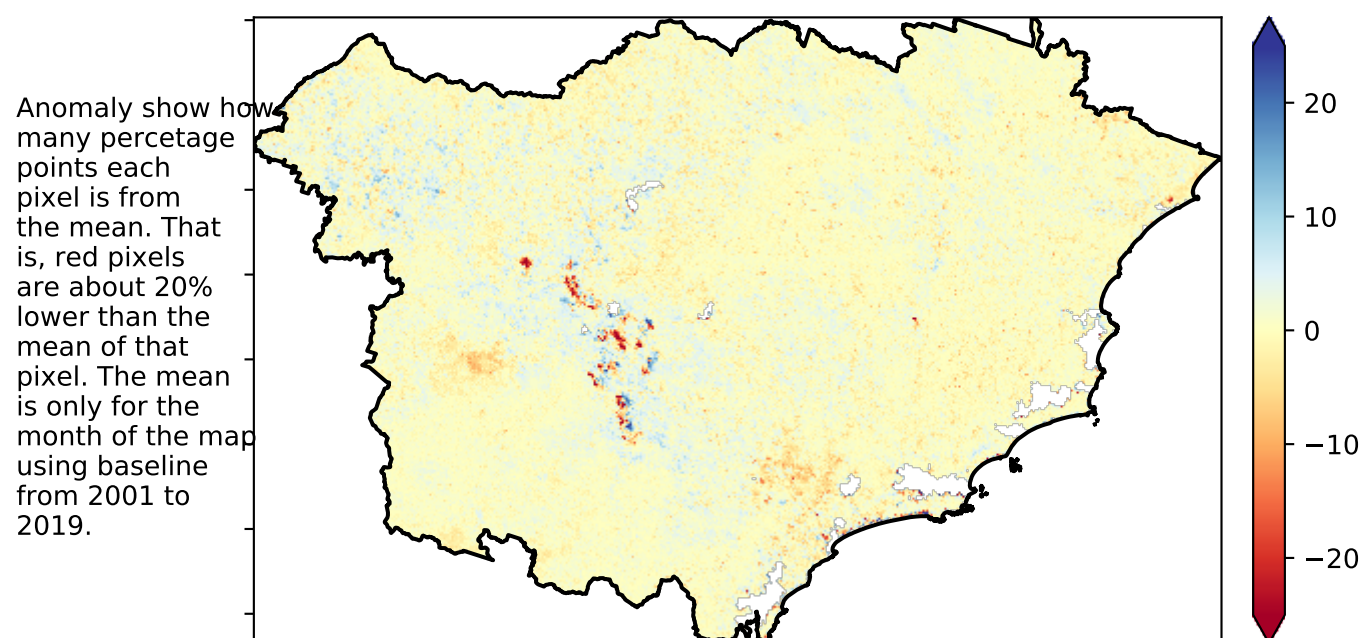 Anomaly show how
many percetage
points each
pixel is from
the mean. That
is, red pixels
are about 20%
lower than the
mean of that
pixel. The mean
is only for the
month of the map
using baseline
from 2001 to
2019.
20
10
0
−10
−20